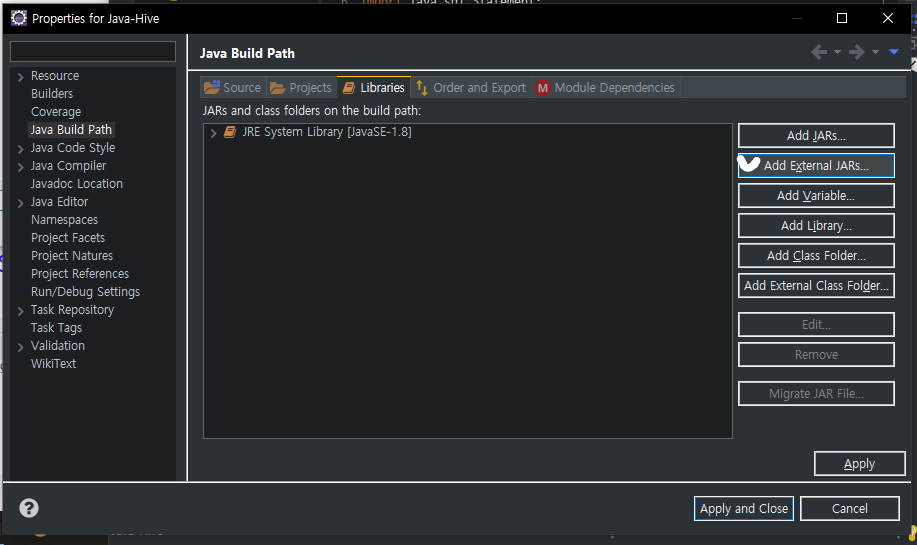 Properties for Java-Hive
Java Build Path
Resource
Builders
Coverage
Java Build Path
Java Code Style
Java Compiler
Javadoc Location
Java Editor
Namespaces
Project Facets
Project Natures
Project References
Run/Debug Settings
Task Repository
Task Tags
Validation
WikiText
Source Projects Libraries Order and Export M Module Dependencies
JARs and class folders on the build path:
JRE System Library [JavaSE-1.8]
Add JARs...
Add External JARs...
Add Variable...
Add Library...
Add Class Folder...
Add External Class Folder...
Edit...
Remove
Migrate JAR File...
Apply
? Apply and Close Cancel